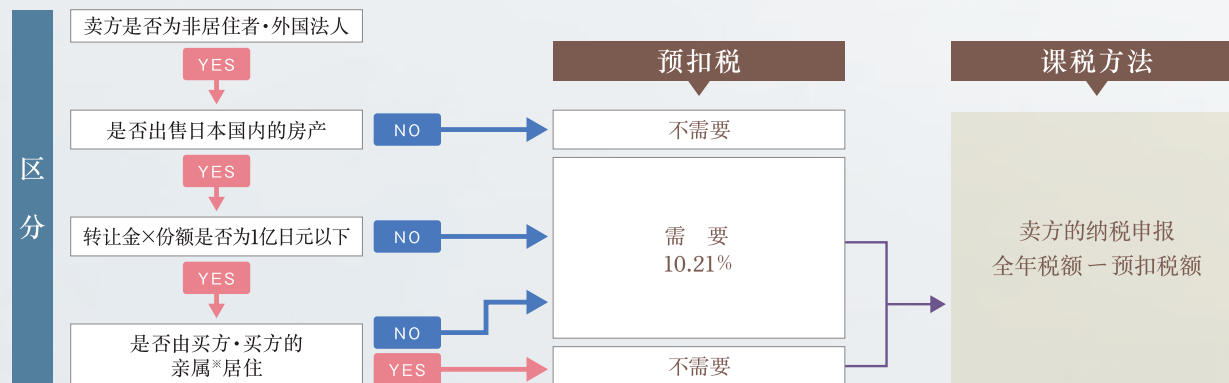 区分
卖方是否为非居住者・外国法人
YES
是否出售日本国内的房产
NO
YES
转让金×份额是否为1亿日元以下
NO
YES
是否由买方・买方的
亲属※居住
NO
YES
预扣税
不需要
需 要
10.21%
不需要
课税方法
卖方的纳税申报
全年税额－预扣税额